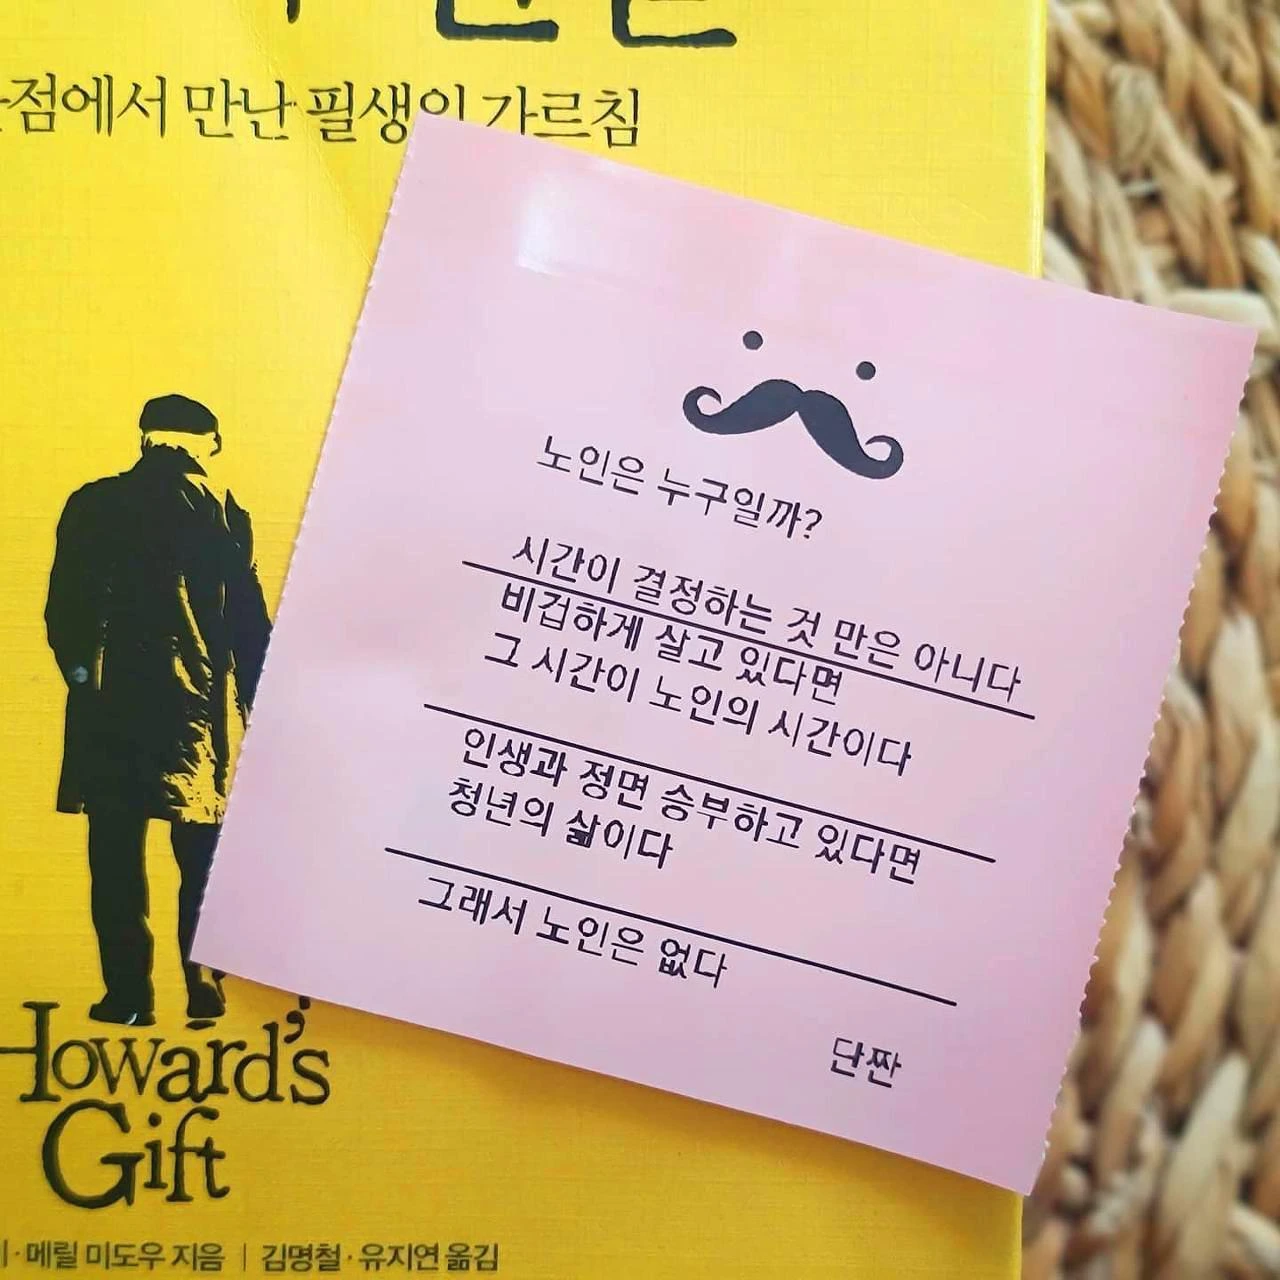 점에서 만난 필생의 가르침
노인은 누구일까?
시간이 결정하는 것 만은 아니다
비겁하게 살고 있다면
그 시간이 노인의 시간이다
인생과 정면 승부하고 있다면
청년의 삶이다
그래서 노인은 없다
단짠
Howard's
Gift
메릴 미도우 지음 | 김명철·유지연 옮김